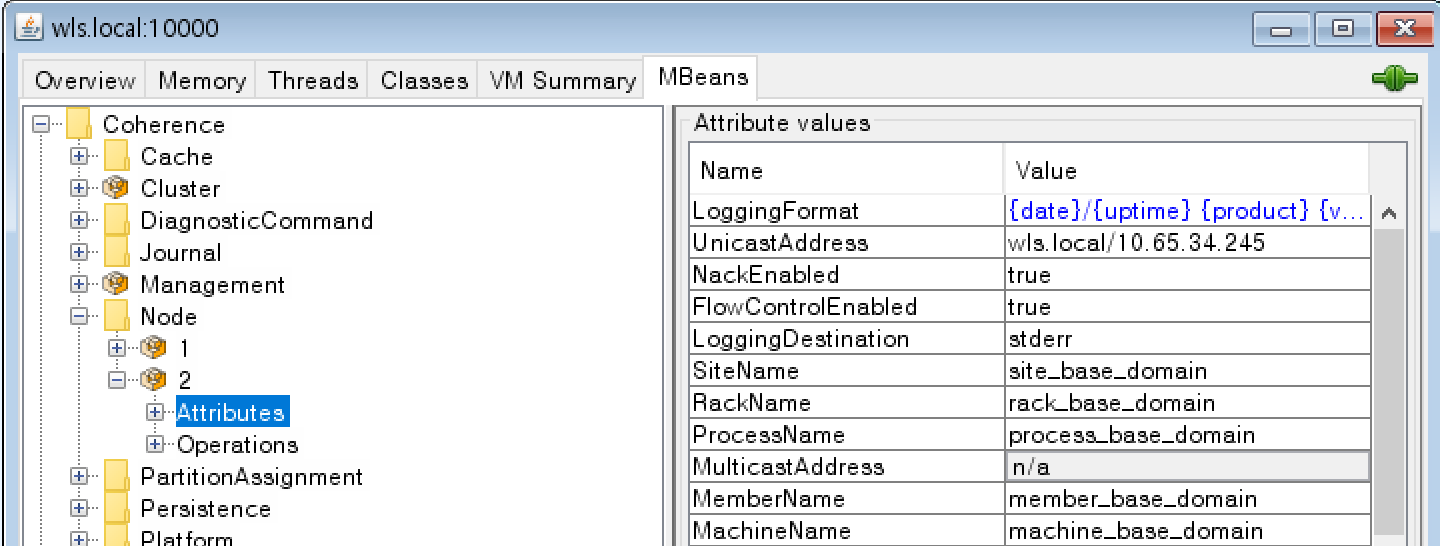 wls.local:10000
Overview Memory Threads Classes VM Summary MBeans
Coherence
Cache
Cluster
DiagnosticCommand
Journal
Management
Node
1
2
Attributes
Operations
PartitionAssignment
Persistence
Platform
Attribute values
Name Value
LoggingFormat {date}/{uptime} {product} {v...
UnicastAddress wls.local/10.65.34.245
NackEnabled true
FlowControlEnabled true
LoggingDestination stderr
SiteName site_base_domain
RackName rack_base_domain
ProcessName process_base_domain
MulticastAddress n/a
MemberName member_base_domain
MachineName machine_base_domain